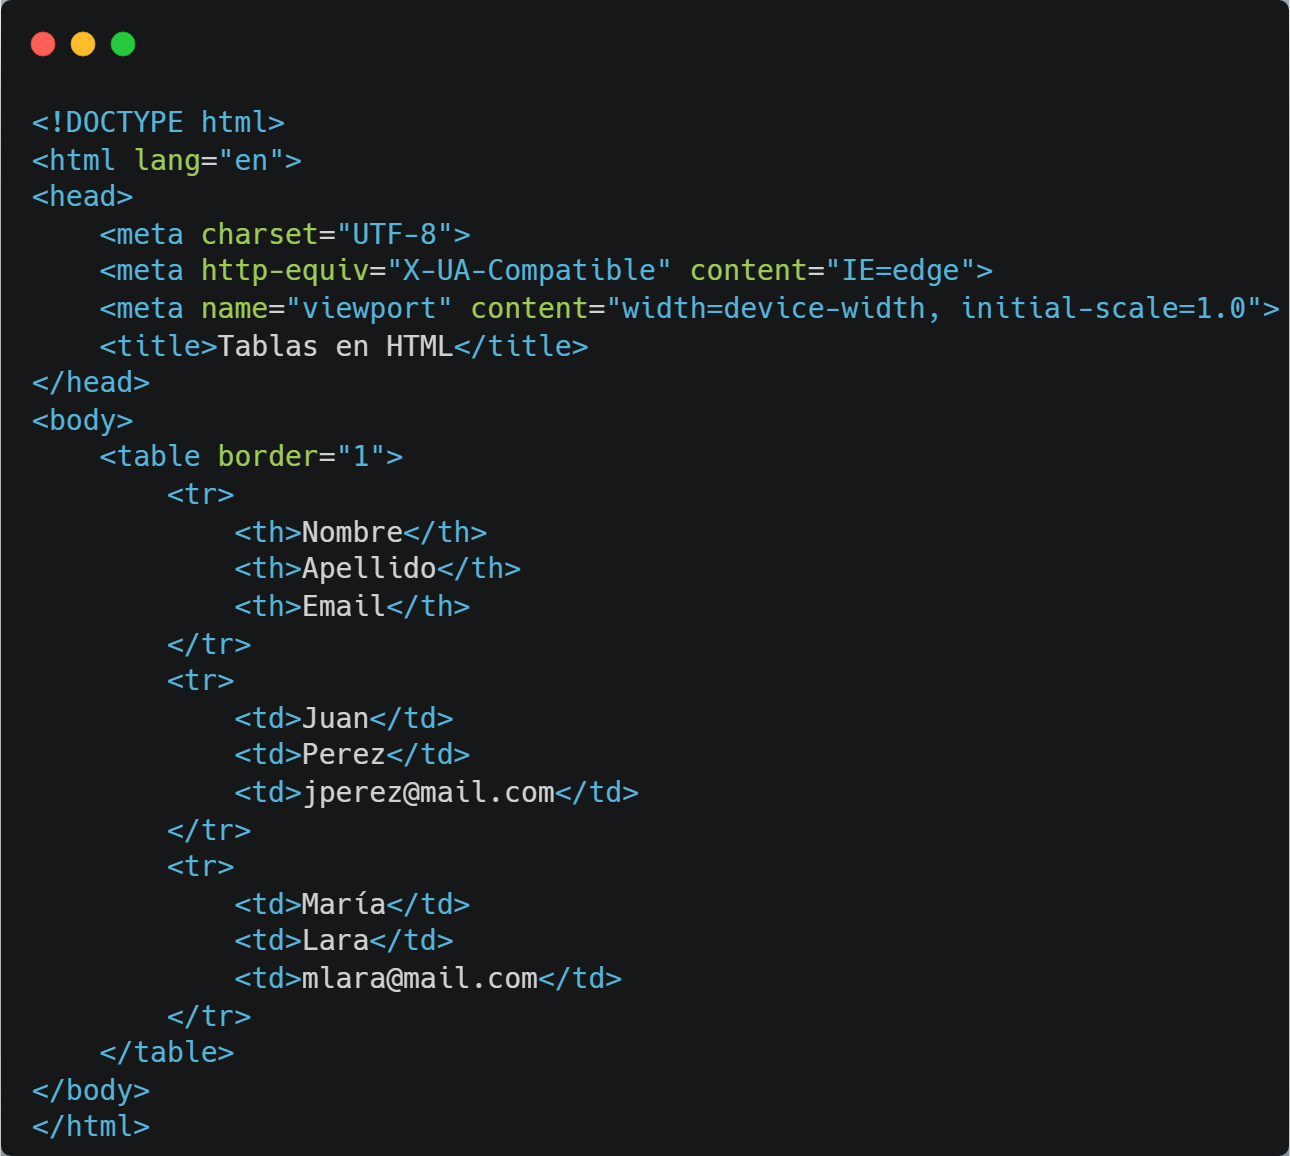 <!DOCTYPE html>
<html lang="en">
<head>
    <meta charset="UTF-8">
    <meta http-equiv="X-UA-Compatible" content="IE=edge">
    <meta name="viewport" content="width=device-width, initial-scale=1.0">
    <title>Tablas en HTML</title>
</head>
<body>
    <table border="1">
        <tr>
            <th>Nombre</th>
            <th>Apellido</th>
            <th>Email</th>
        </tr>
        <tr>
            <td>Juan</td>
            <td>Perez</td>
            <td>jperez@mail.com</td>
        </tr>
        <tr>
            <td>María</td>
            <td>Lara</td>
            <td>mlara@mail.com</td>
        </tr>
    </table>
</body>
</html>